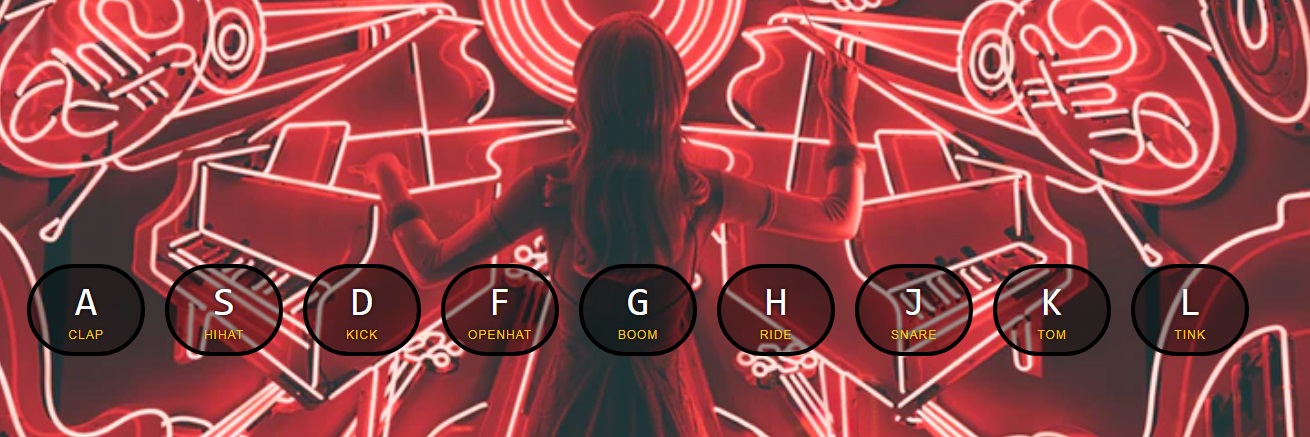 A S D F G H J K L
CLAP HIHAT KICK OPENHAT BOOM RIDE SNARE TOM TINK